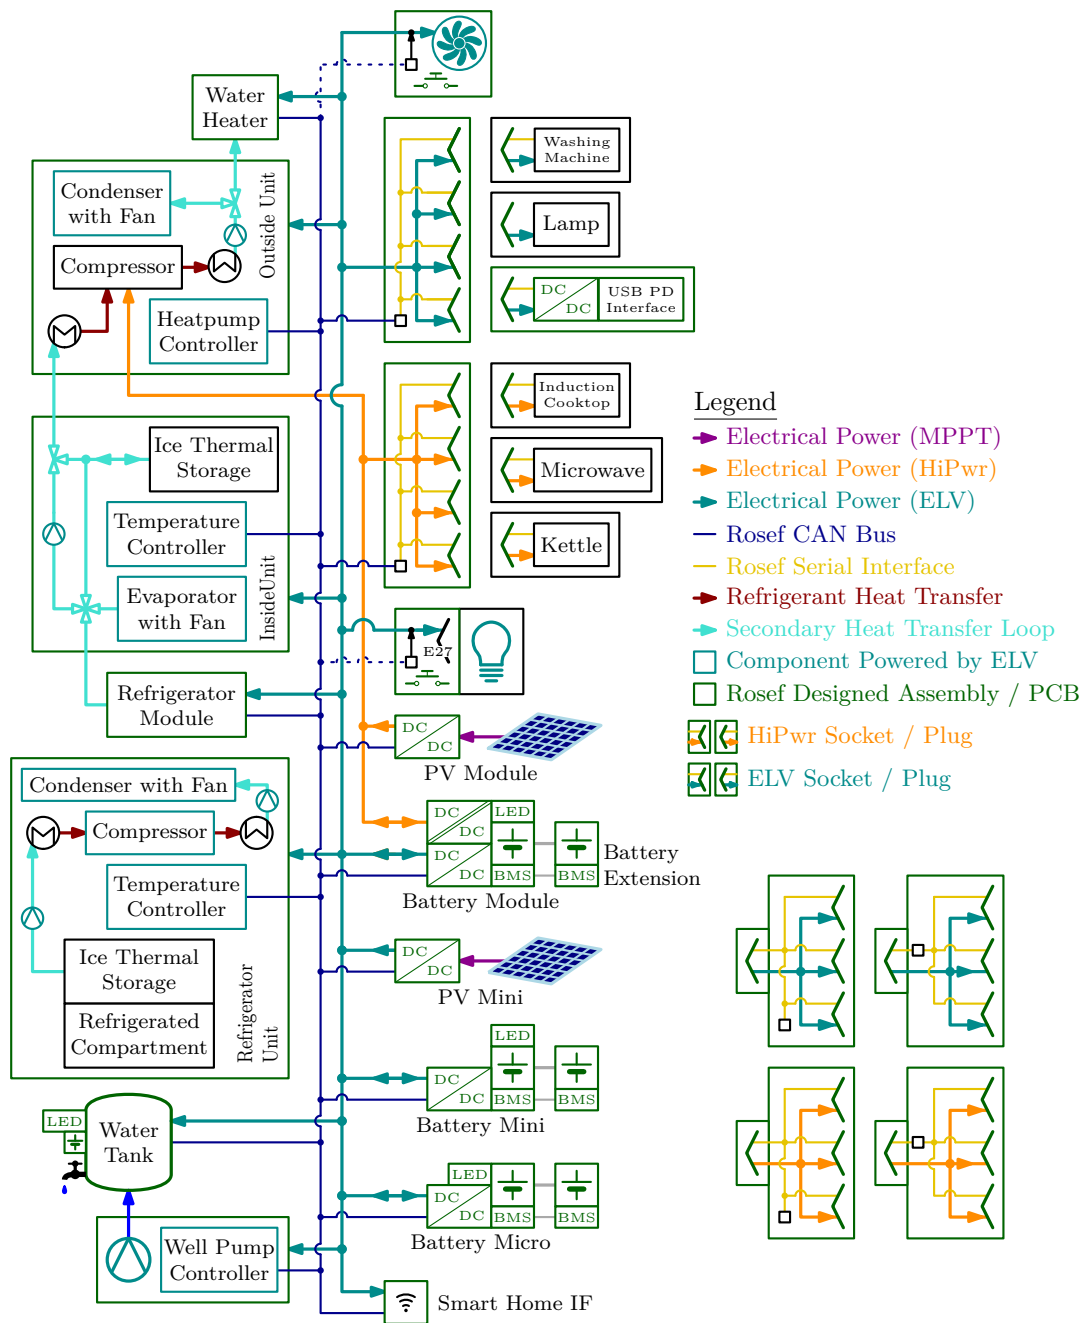 Water
Heater
Condenser
with Fan
Compressor
Outside Unit
Heatpump
Controller
Washing
Machine
Lamp
DC
DC
USB PD
Interface
Ice Thermal
Storage
Temperature
Controller
Evaporator
with Fan
InsideUnit
Induction
Cooktop
Microwave
Kettle
E27
Refrigerator
Module
DC
DC
PV Module
Condenser with Fan
Compressor
Temperature
Controller
Ice Thermal
Storage
Refrigerated
Compartment
Refrigerator
Unit
DC
DC
LED
DC
DC
BMS
BMS
Battery
Extension
Battery Module
DC
DC
PV Mini
LED
DC
DC
BMS
BMS
Battery Mini
LED
Water
Tank
LED
DC
DC
BMS
BMS
Battery Micro
Well Pump
Controller
Smart Home IF
Legend
Electrical Power (MPPT)
Electrical Power (HiPwr)
Electrical Power (ELV)
Rosef CAN Bus
Rosef Serial Interface
Refrigerant Heat Transfer
Secondary Heat Transfer Loop
Component Powered by ELV
Rosef Designed Assembly / PCB
HiPwr Socket / Plug
ELV Socket / Plug